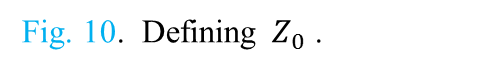 Fig. 10. Defining Z₀ .